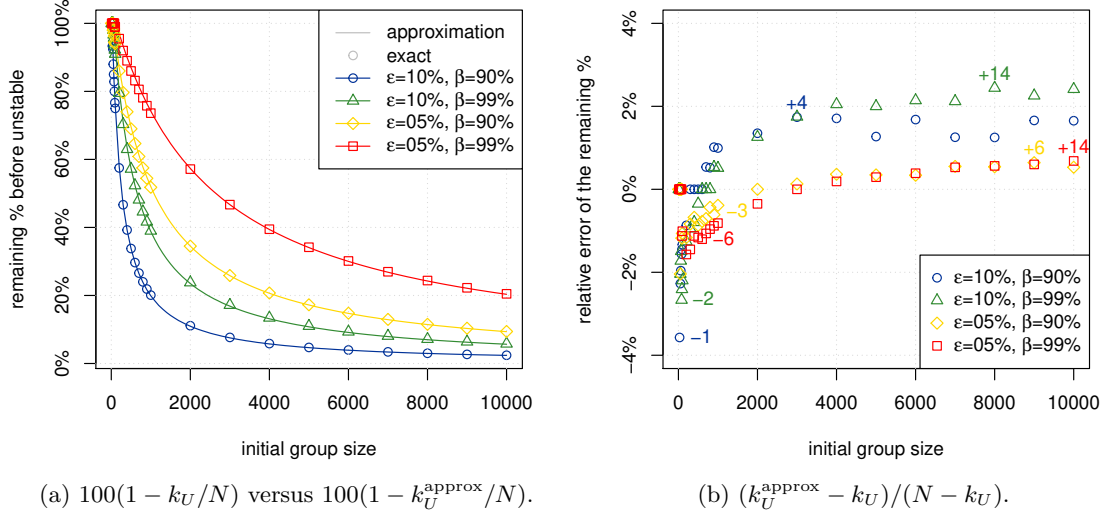 remaining % before unstable
100%
80%
60%
40%
20%
0%
approximation
exact
ε=10%, β=90%
ε=10%, β=99%
ε=05%, β=90%
ε=05%, β=99%
0 2000 4000 6000 8000 10000
initial group size
(a) 100(1 − k_U/N) versus 100(1 − k_U^approx/N).
relative error of the remaining %
4%
2%
0%
−2%
−4%
+4
+14
+6
+14
−3
−6
−2
−1
ε=10%, β=90%
ε=10%, β=99%
ε=05%, β=90%
ε=05%, β=99%
0 2000 4000 6000 8000 10000
initial group size
(b) (k_U^approx − k_U)/(N − k_U).